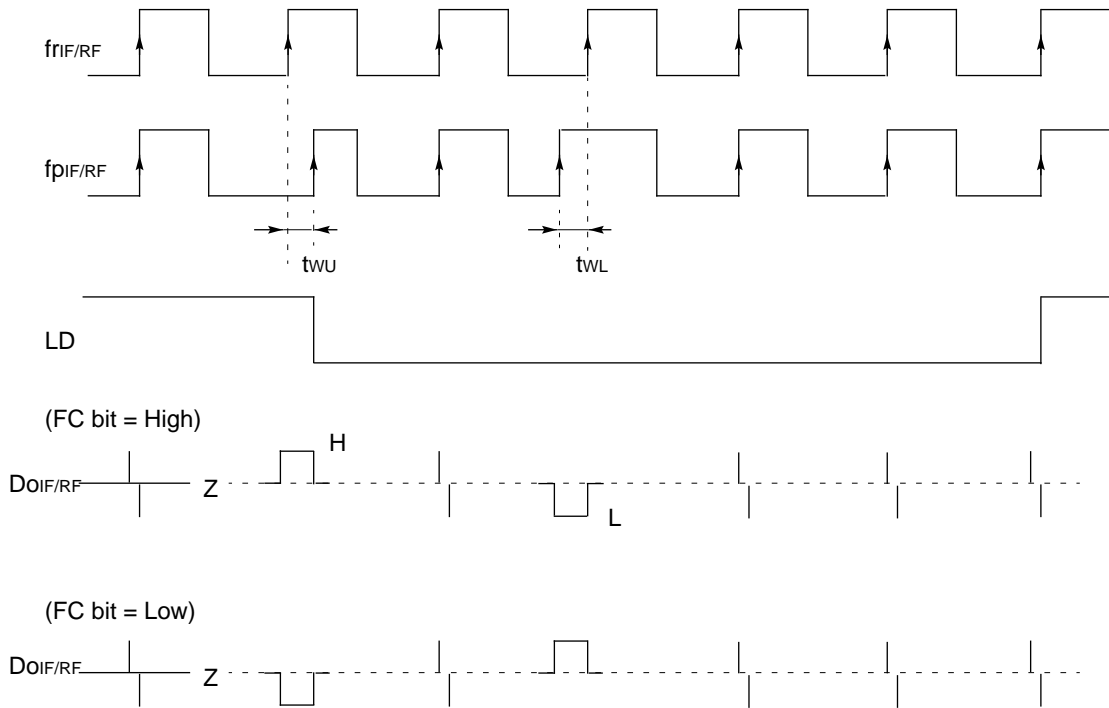 frIF/RF
fpIF/RF
tWU
tWL
LD
(FC bit = High)
H
DoIF/RF
Z
L
(FC bit = Low)
DoIF/RF
Z